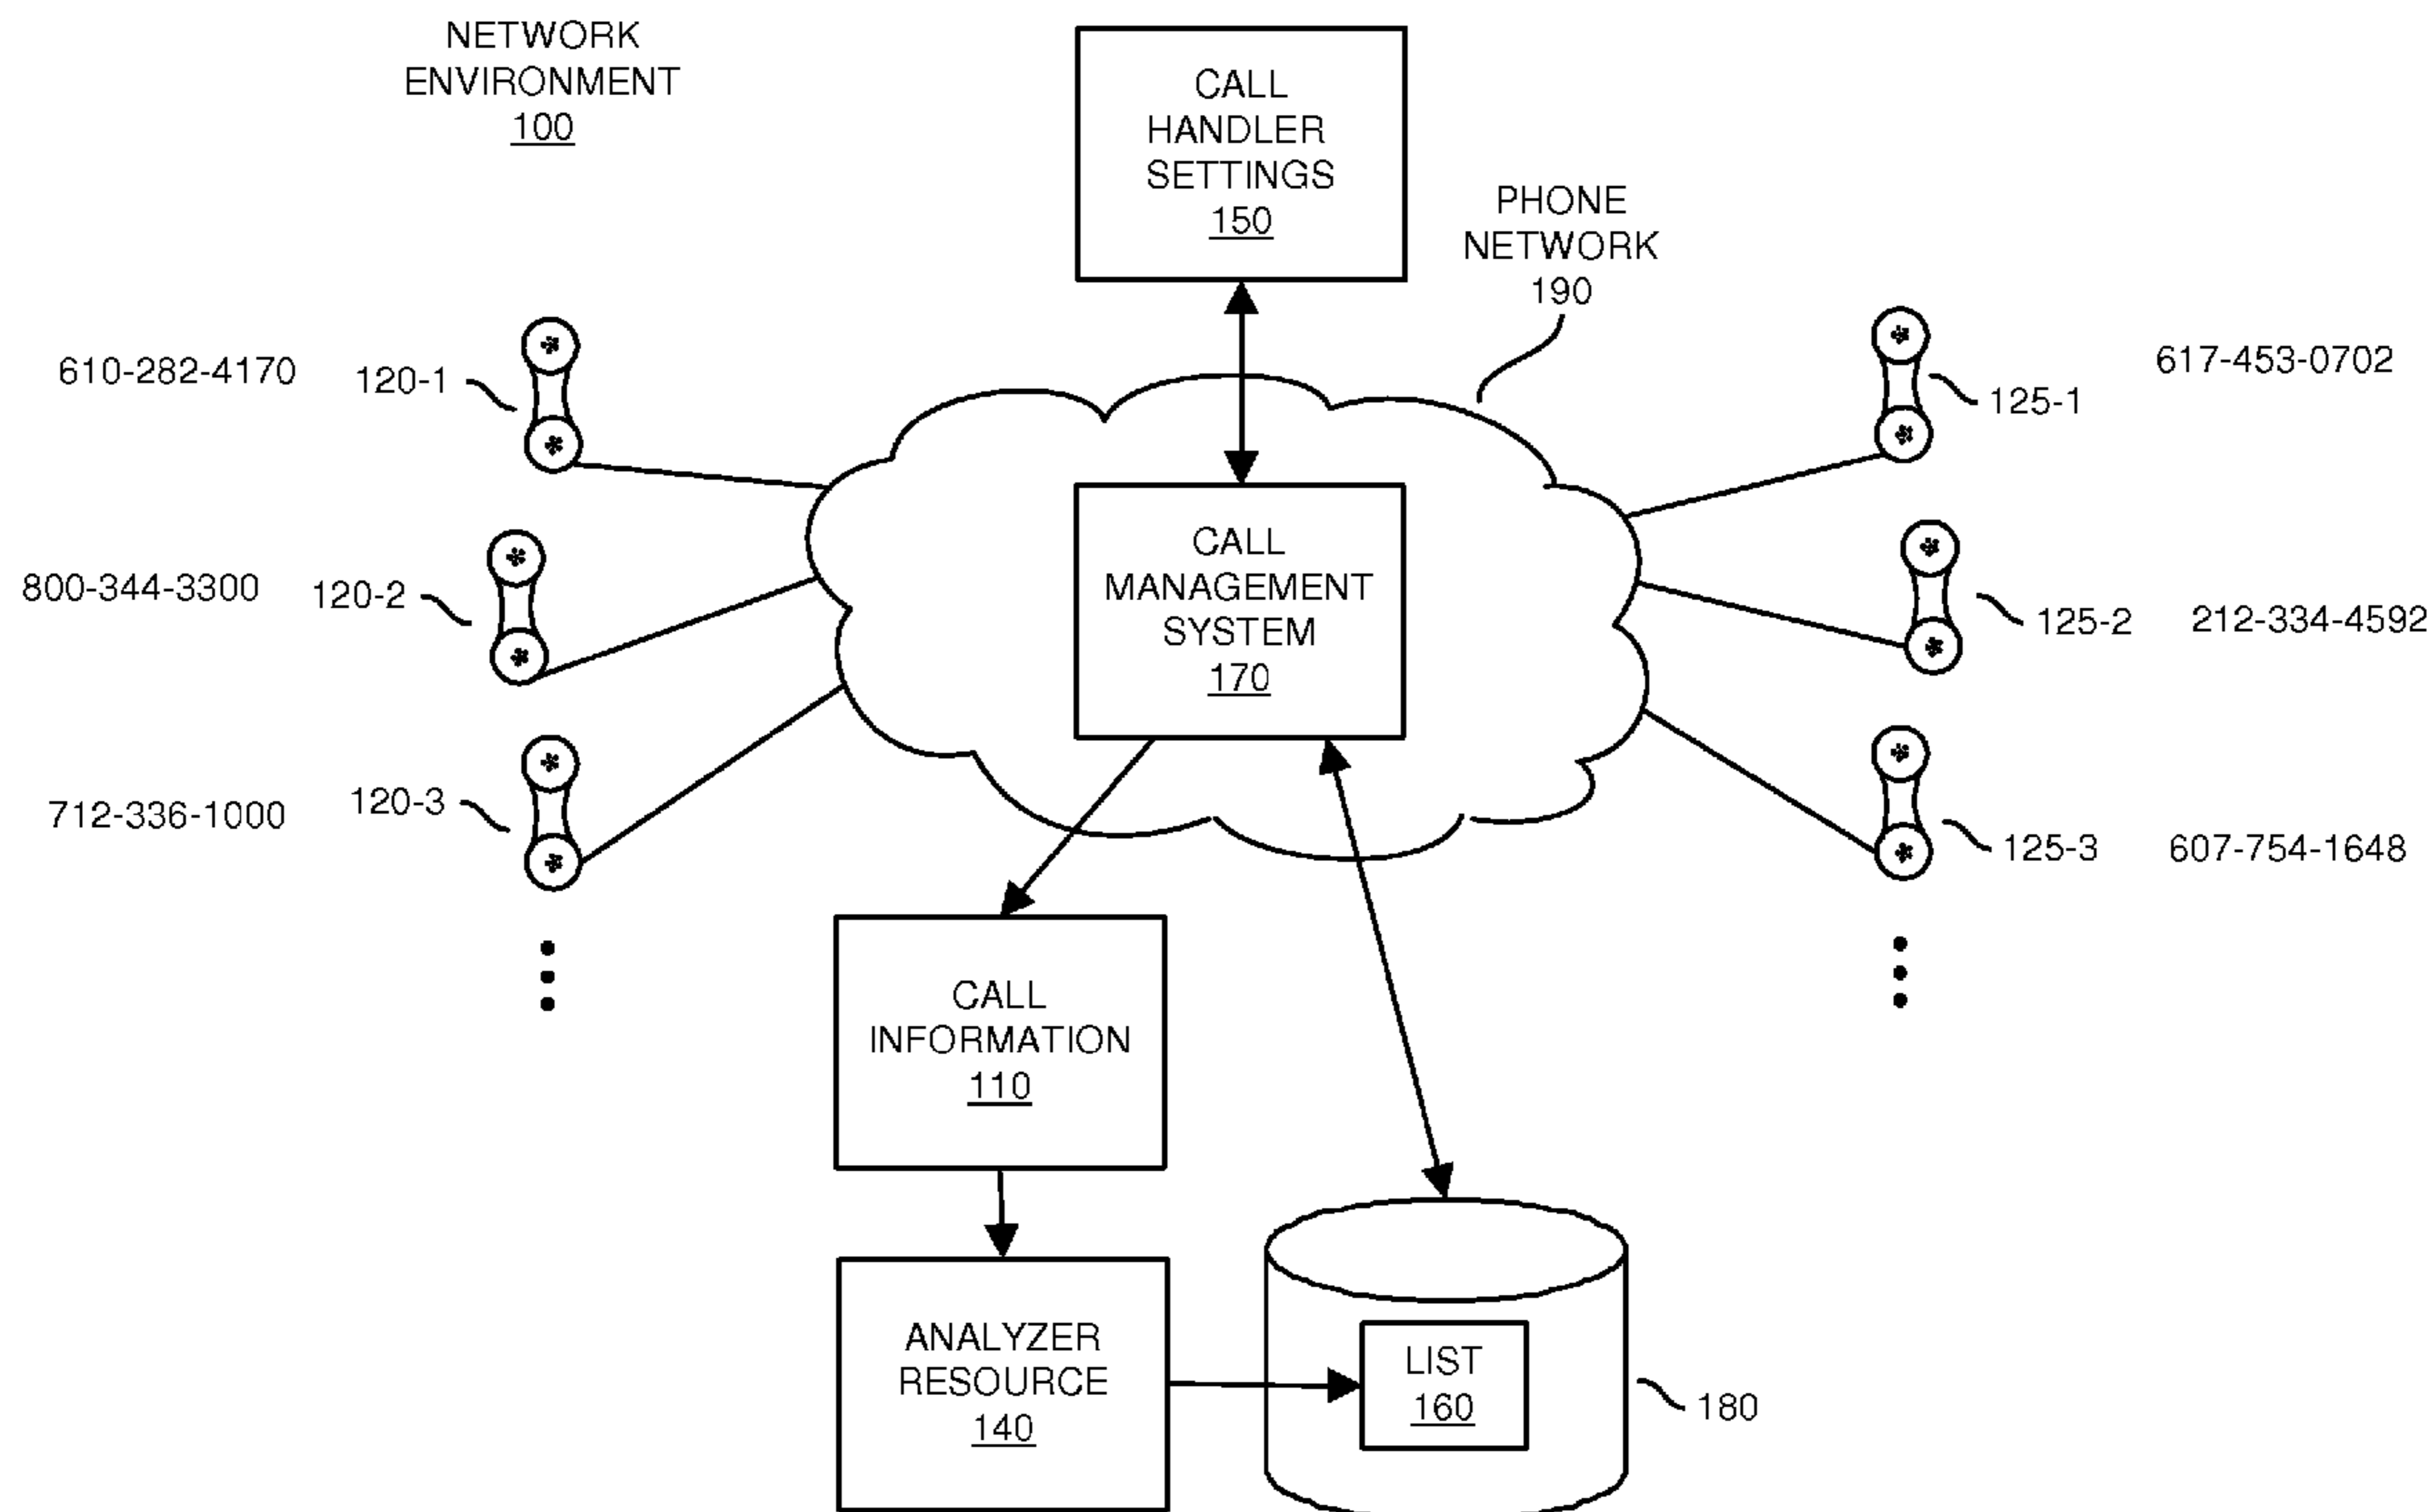 NETWORK
ENVIRONMENT
100
CALL
HANDLER
SETTINGS
150
PHONE
NETWORK
190
610-282-4170
120-1
617-453-0702
125-1
800-344-3300
120-2
CALL
MANAGEMENT
SYSTEM
170
125-2
212-334-4592
712-336-1000
120-3
125-3
607-754-1648
CALL
INFORMATION
110
ANALYZER
RESOURCE
140
LIST
160
180